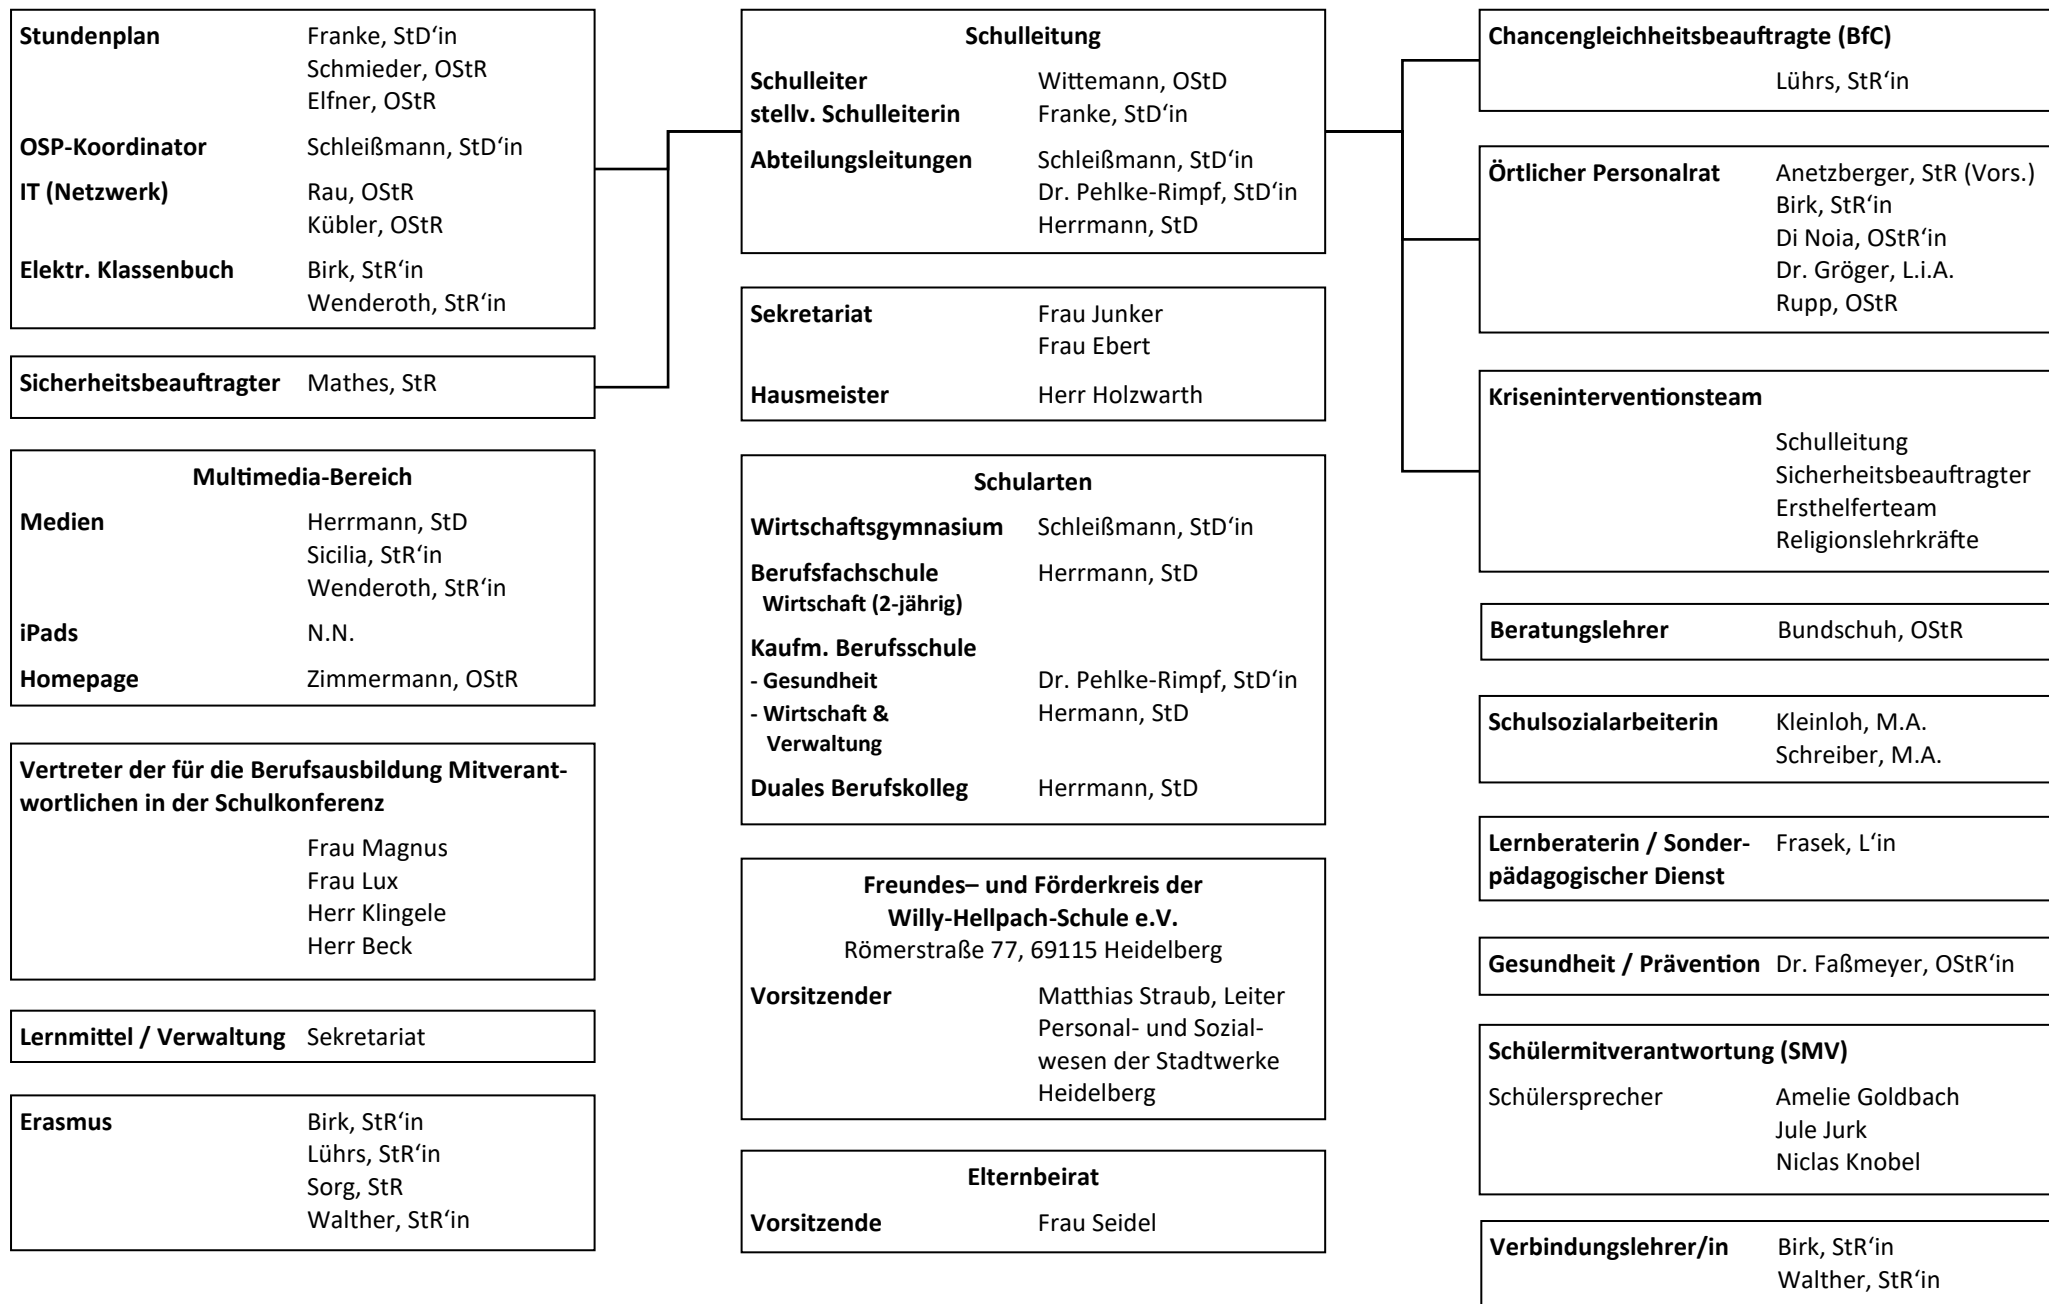 Stundenplan Franke, StD‘in
Schmieder, OStR
Elfner, OStR
OSP-Koordinator Schleißmann, StD‘in
IT (Netzwerk) Rau, OStR
Kübler, OStR
Elektr. Klassenbuch Birk, StR‘in
Wenderoth, StR‘in
Sicherheitsbeauftragter Mathes, StR
Multimedia-Bereich
Medien Herrmann, StD
Sicilia, StR‘in
Wenderoth, StR‘in
iPads N.N.
Homepage Zimmermann, OStR
Vertreter der für die Berufsausbildung Mitverant-
wortlichen in der Schulkonferenz
Frau Magnus
Frau Lux
Herr Klingele
Herr Beck
Lernmittel / Verwaltung Sekretariat
Erasmus Birk, StR‘in
Lührs, StR‘in
Sorg, StR
Walther, StR‘in
Schulleitung
Schulleiter Wittemann, OStD
stellv. Schulleiterin Franke, StD‘in
Abteilungsleitungen Schleißmann, StD‘in
Dr. Pehlke-Rimpf, StD‘in
Herrmann, StD
Sekretariat Frau Junker
Frau Ebert
Hausmeister Herr Holzwarth
Schularten
Wirtschaftsgymnasium Schleißmann, StD‘in
Berufsfachschule Herrmann, StD
Wirtschaft (2-jährig)
Kaufm. Berufsschule
- Gesundheit Dr. Pehlke-Rimpf, StD‘in
- Wirtschaft & Hermann, StD
Verwaltung
Duales Berufskolleg Herrmann, StD
Freundes– und Förderkreis der
Willy-Hellpach-Schule e.V.
Römerstraße 77, 69115 Heidelberg
Vorsitzender Matthias Straub, Leiter
Personal- und Sozial-
wesen der Stadtwerke
Heidelberg
Elternbeirat
Vorsitzende Frau Seidel
Chancengleichheitsbeauftragte (BfC)
Lührs, StR‘in
Örtlicher Personalrat Anetzberger, StR (Vors.)
Birk, StR‘in
Di Noia, OStR‘in
Dr. Gröger, L.i.A.
Rupp, OStR
Kriseninterventionsteam
Schulleitung
Sicherheitsbeauftragter
Ersthelferteam
Religionslehrkräfte
Beratungslehrer Bundschuh, OStR
Schulsozialarbeiterin Kleinloh, M.A.
Schreiber, M.A.
Lernberaterin / Sonder- Frasek, L‘in
pädagogischer Dienst
Gesundheit / Prävention Dr. Faßmeyer, OStR‘in
Schülermitverantwortung (SMV)
Schülersprecher Amelie Goldbach
Jule Jurk
Niclas Knobel
Verbindungslehrer/in Birk, StR‘in
Walther, StR‘in